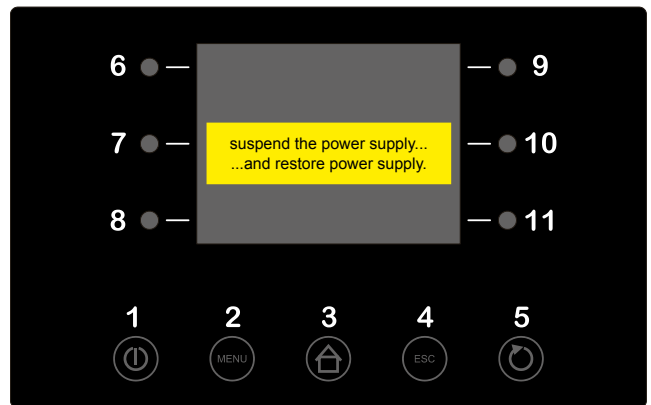 6 9
7 10
8 11
suspend the power supply...
...and restore power supply.
1 2 3 4 5
MENU ESC